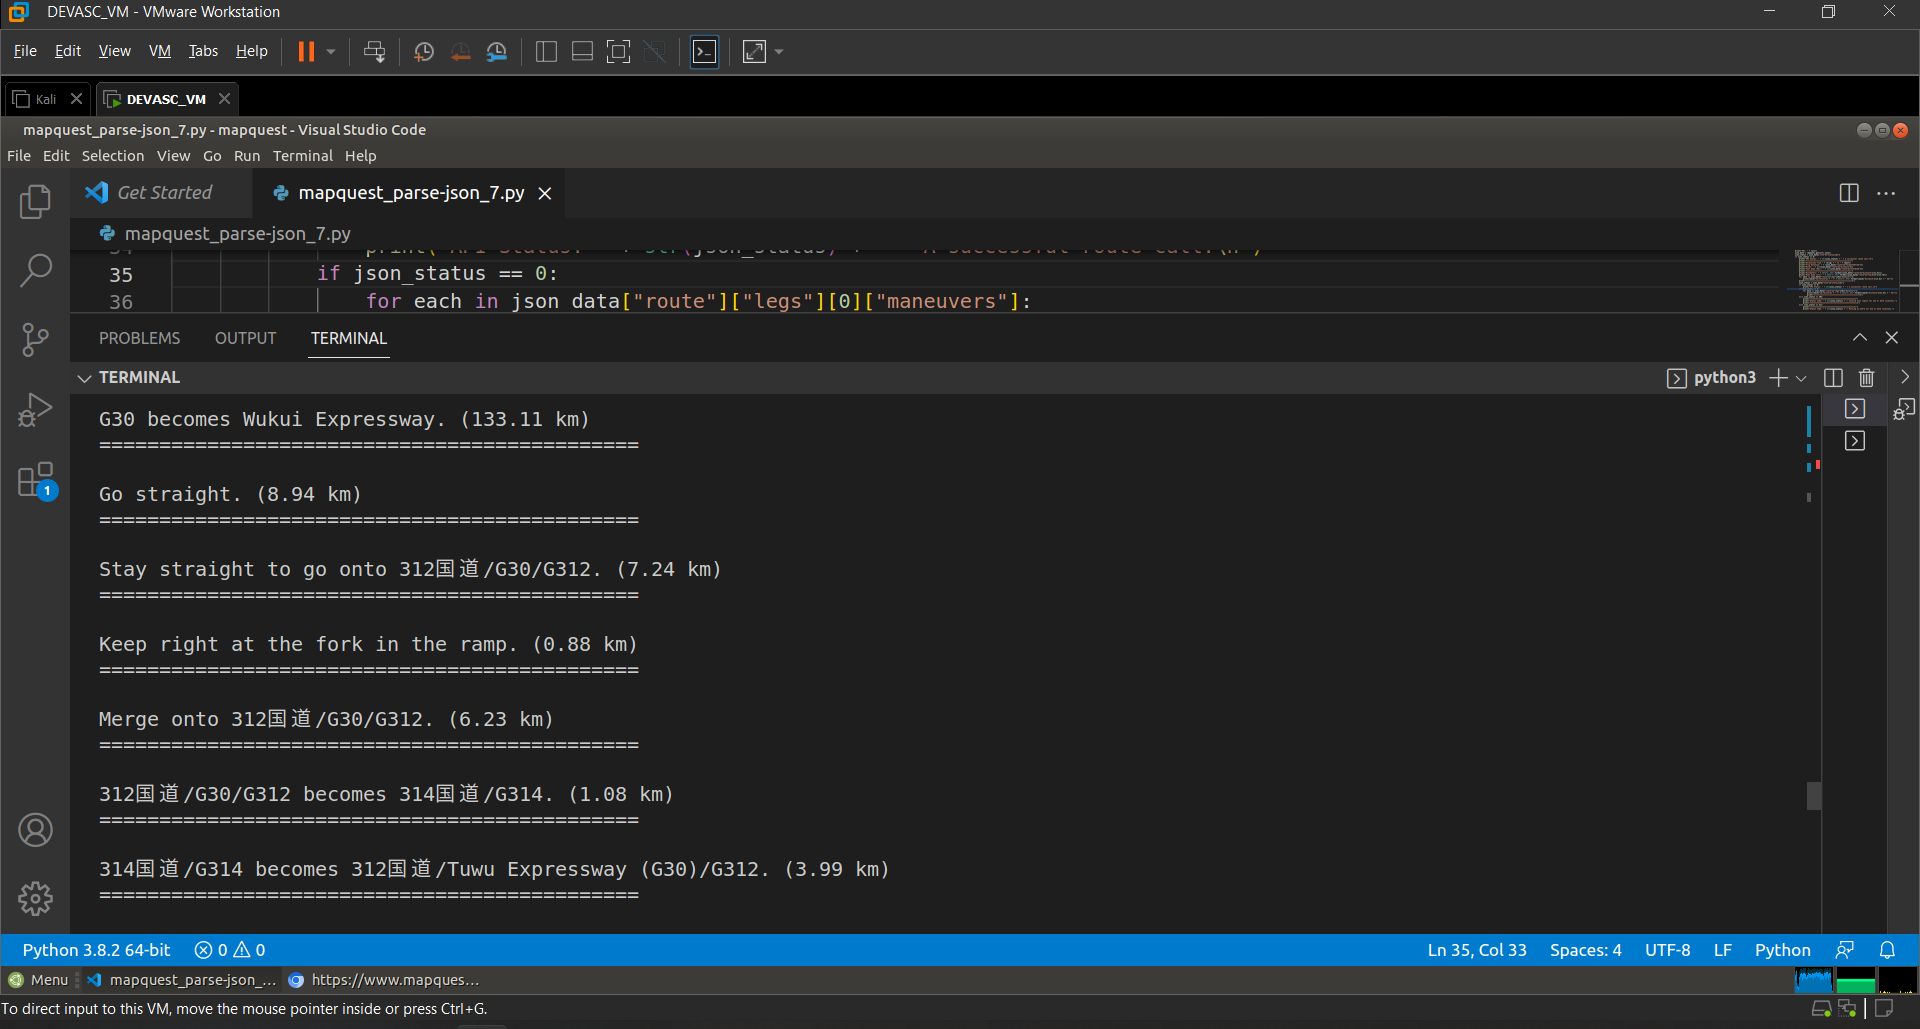 DEVASC_VM - VMware Workstation
File Edit View VM Tabs Help
Kali DEVASC_VM
mapquest_parse-json_7.py - mapquest - Visual Studio Code
File Edit Selection View Go Run Terminal Help
Get Started mapquest_parse-json_7.py
mapquest_parse-json_7.py
35 if json_status == 0:
36 for each in json_data["route"]["legs"][0]["maneuvers"]:
PROBLEMS OUTPUT TERMINAL
TERMINAL python3
G30 becomes Wukui Expressway. (133.11 km)
=============================================
Go straight. (8.94 km)
=============================================
Stay straight to go onto 312国道/G30/G312. (7.24 km)
=============================================
Keep right at the fork in the ramp. (0.88 km)
=============================================
Merge onto 312国道/G30/G312. (6.23 km)
=============================================
312国道/G30/G312 becomes 314国道/G314. (1.08 km)
=============================================
314国道/G314 becomes 312国道/Tuwu Expressway (G30)/G312. (3.99 km)
=============================================
1
Python 3.8.2 64-bit 0 0 Ln 35, Col 33 Spaces: 4 UTF-8 LF Python
Menu mapquest_parse-json_... https://www.mapques...
To direct input to this VM, move the mouse pointer inside or press Ctrl+G.